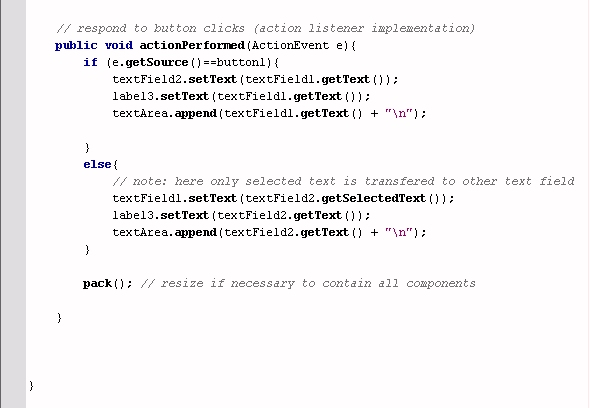 // respond to button clicks (action listener implementation)
public void actionPerformed(ActionEvent e){
if (e.getSource()==button1){
textField2.setText(textField1.getText());
label3.setText(textField1.getText());
textArea.append(textField1.getText() + "\n");
}
else{
// note: here only selected text is transfered to other text field
textField1.setText(textField2.getSelectedText());
label3.setText(textField2.getText());
textArea.append(textField2.getText() + "\n");
}
pack(); // resize if necessary to contain all components
}
}